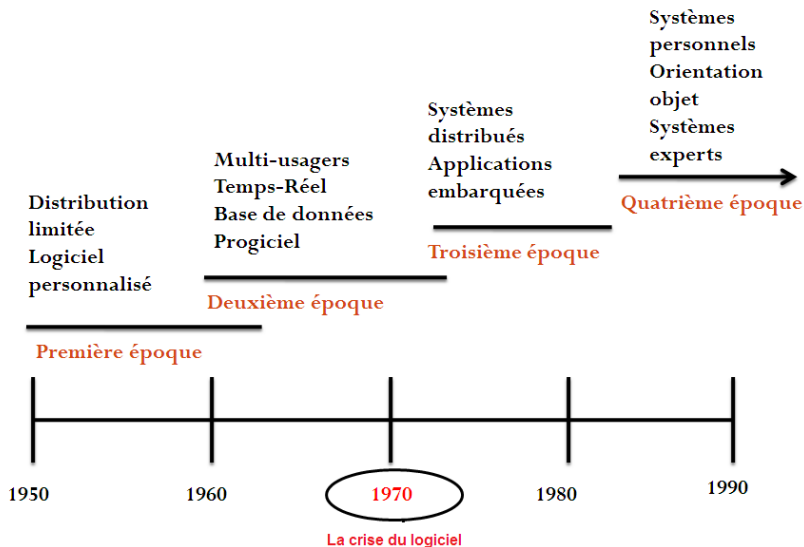 Distribution
limitée
Logiciel
personnalisé
Première époque
Multi-usagers
Temps-Réel
Base de données
Progiciel
Deuxième époque
Systèmes
distribués
Applications
embarquées
Troisième époque
Systèmes
personnels
Orientation
objet
Systèmes
experts
Quatrième époque
1950
1960
1970
1980
1990
La crise du logiciel